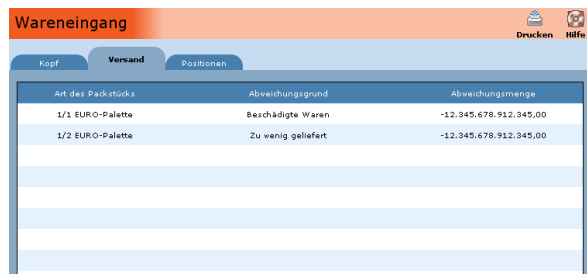 Wareneingang
Drucken Hilfe
Kopf Versand Positionen
Art des Packstücks Abweichungsgrund Abweichungsmenge
1/1 EURO-Palette Beschädigte Waren -12.345.678.912.345,00
1/2 EURO-Palette Zu wenig geliefert -12.345.678.912.345,00